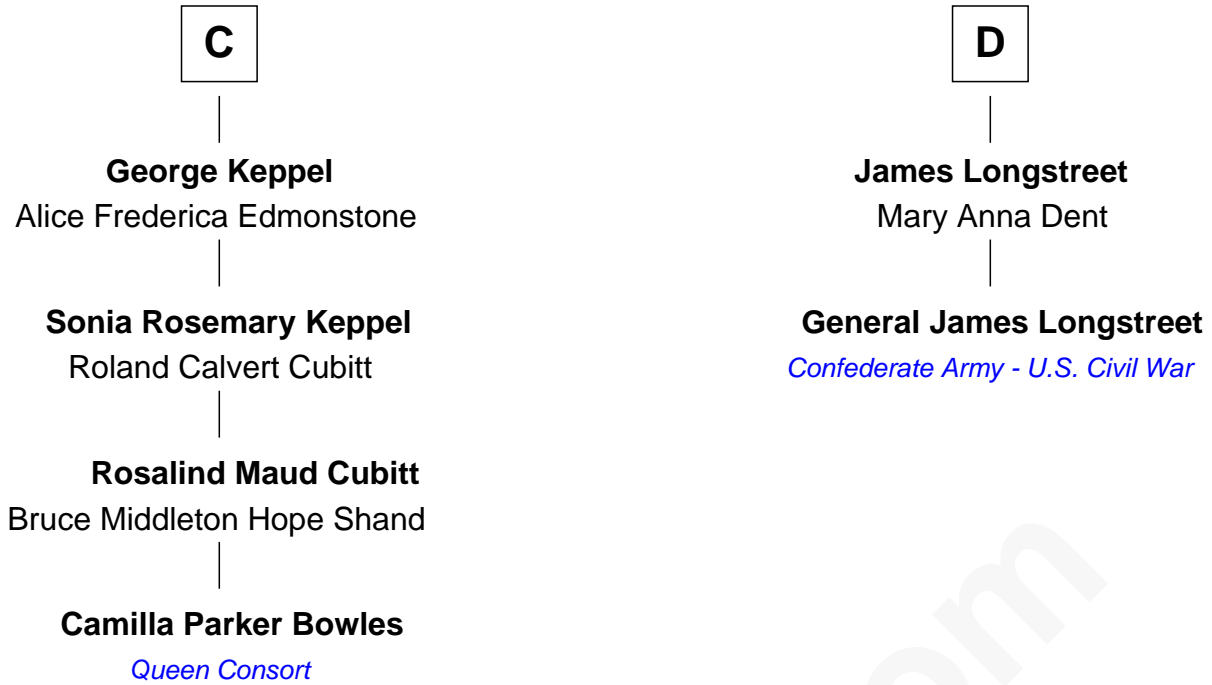 C
George Keppel
Alice Frederica Edmonstone
Sonia Rosemary Keppel
Roland Calvert Cubitt
Rosalind Maud Cubitt
Bruce Middleton Hope Shand
Camilla Parker Bowles
Queen Consort
D
James Longstreet
Mary Anna Dent
General James Longstreet
Confederate Army - U.S. Civil War
om